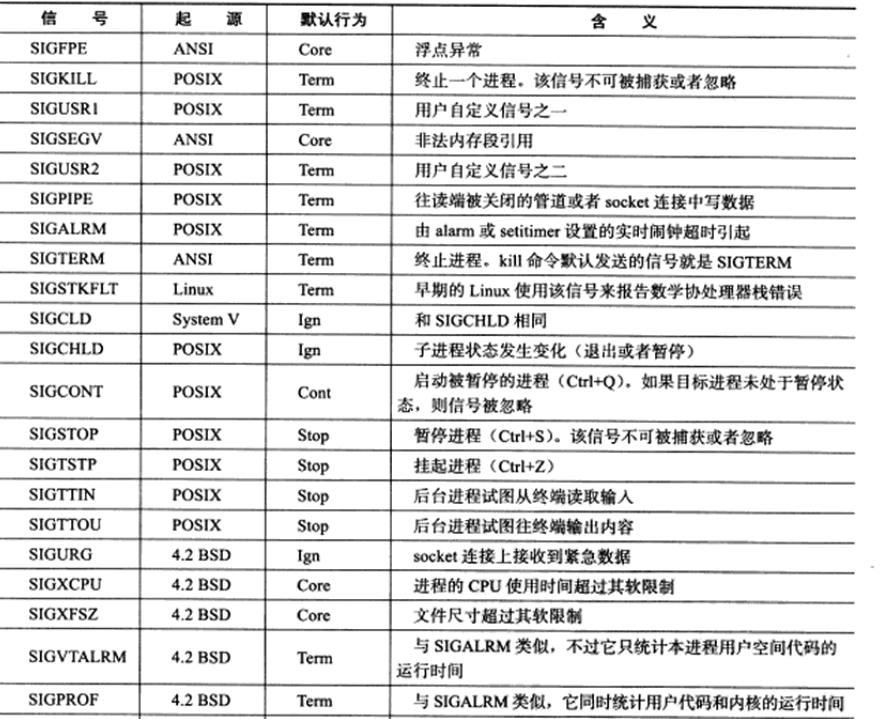 信 号 起 源 默认行为 含 义
SIGFPE ANSI Core 浮点异常
SIGKILL POSIX Term 终止一个进程。该信号不可被捕获或者忽略
SIGUSR1 POSIX Term 用户自定义信号之一
SIGSEGV ANSI Core 非法内存段引用
SIGUSR2 POSIX Term 用户自定义信号之二
SIGPIPE POSIX Term 往读端被关闭的管道或者 socket 连接中写数据
SIGALRM POSIX Term 由 alarm 或 setitimer 设置的实时闹钟超时引起
SIGTERM ANSI Term 终止进程。kill 命令默认发送的信号就是 SIGTERM
SIGSTKFLT Linux Term 早期的 Linux 使用该信号来报告数学协处理器栈错误
SIGCLD System V Ign 和 SIGCHLD 相同
SIGCHLD POSIX Ign 子进程状态发生变化（退出或者暂停）
SIGCONT POSIX Cont 启动被暂停的进程（Ctrl+Q）。如果目标进程未处于暂停状
态，则信号被忽略
SIGSTOP POSIX Stop 暂停进程（Ctrl+S）。该信号不可被捕获或者忽略
SIGTSTP POSIX Stop 挂起进程（Ctrl+Z）
SIGTTIN POSIX Stop 后台进程试图从终端读取输入
SIGTTOU POSIX Stop 后台进程试图往终端输出内容
SIGURG 4.2 BSD Ign socket 连接上接收到紧急数据
SIGXCPU 4.2 BSD Core 进程的 CPU 使用时间超过其软限制
SIGXFSZ 4.2 BSD Core 文件尺寸超过其软限制
SIGVTALRM 4.2 BSD Term 与 SIGALRM 类似，不过它只统计本进程用户空间代码的
运行时间
SIGPROF 4.2 BSD Term 与 SIGALRM 类似，它同时统计用户代码和内核的运行时间